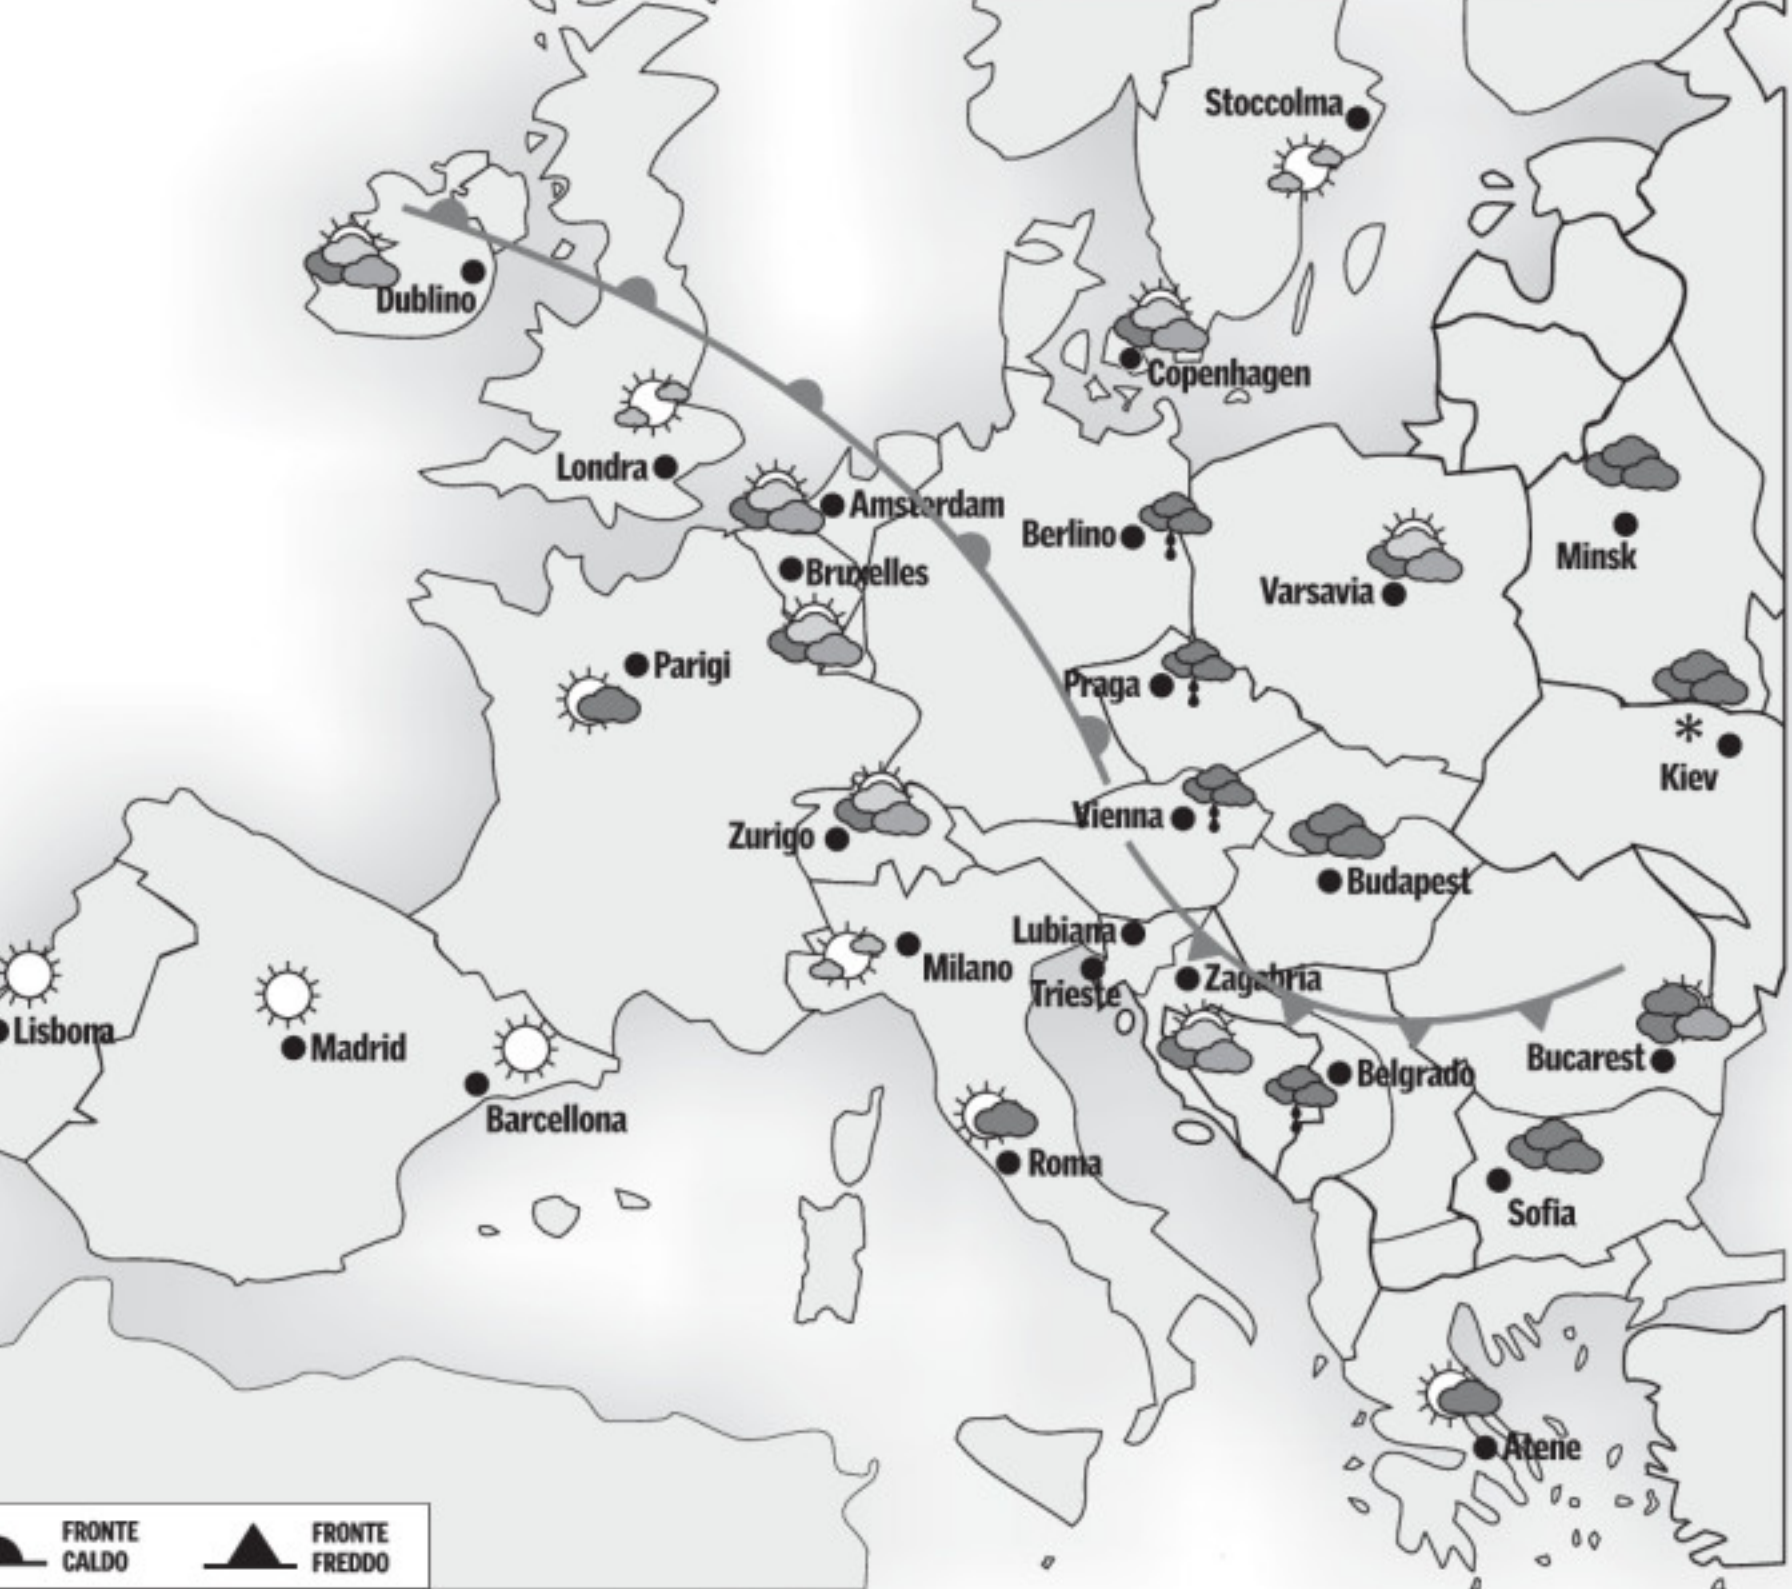 Stoccolma
Dublino
Copenhagen
Londra
Amsterdam
Berlino
Minsk
Bruxelles
Varsavia
Parigi
Praga
*
Kiev
Vienna
Zurigo
Budapest
Lubiana
Milano
Zagabria
Trieste
Lisbona
Madrid
Bucarest
Belgrado
Barcellona
Roma
Sofia
Atene
FRONTE
CALDO
FRONTE
FREDDO